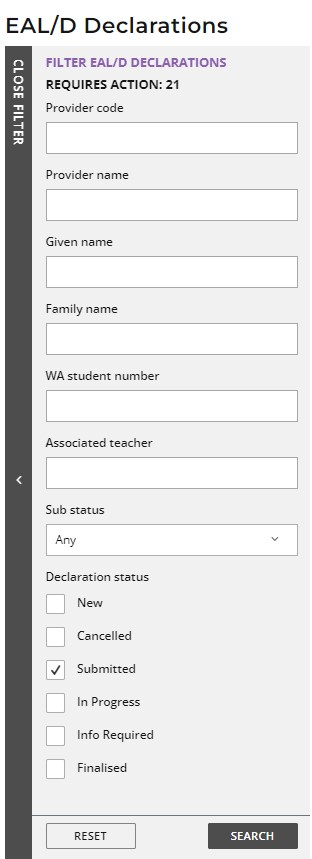 EAL/D Declarations
CLOSE FILTER
FILTER EAL/D DECLARATIONS
REQUIRES ACTION: 21
Provider code
Provider name
Given name
Family name
WA student number
Associated teacher
Sub status
Any
Declaration status
New
Cancelled
Submitted
In Progress
Info Required
Finalised
RESET
SEARCH